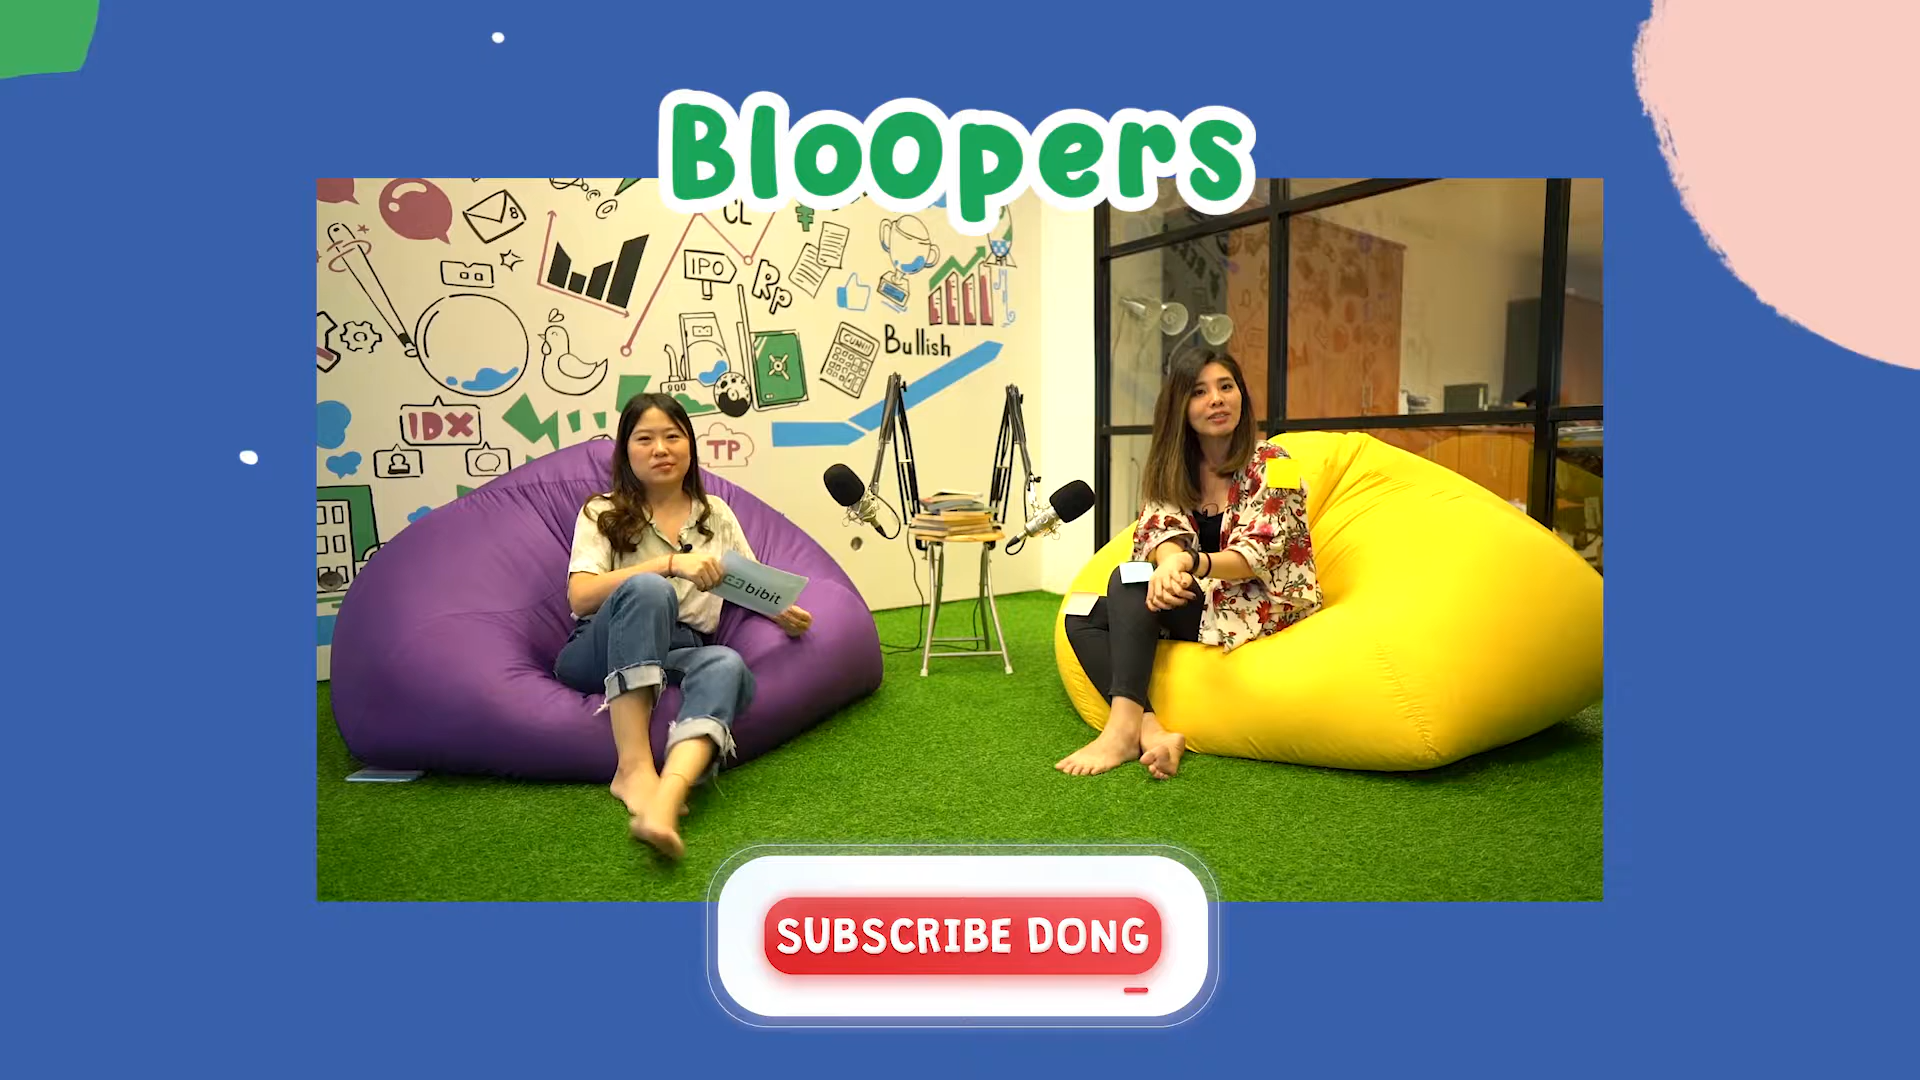 BloOpers
CL
IPO
Rp
Bullish
IDX
TP
bibit
SUBSCRIBE DONG